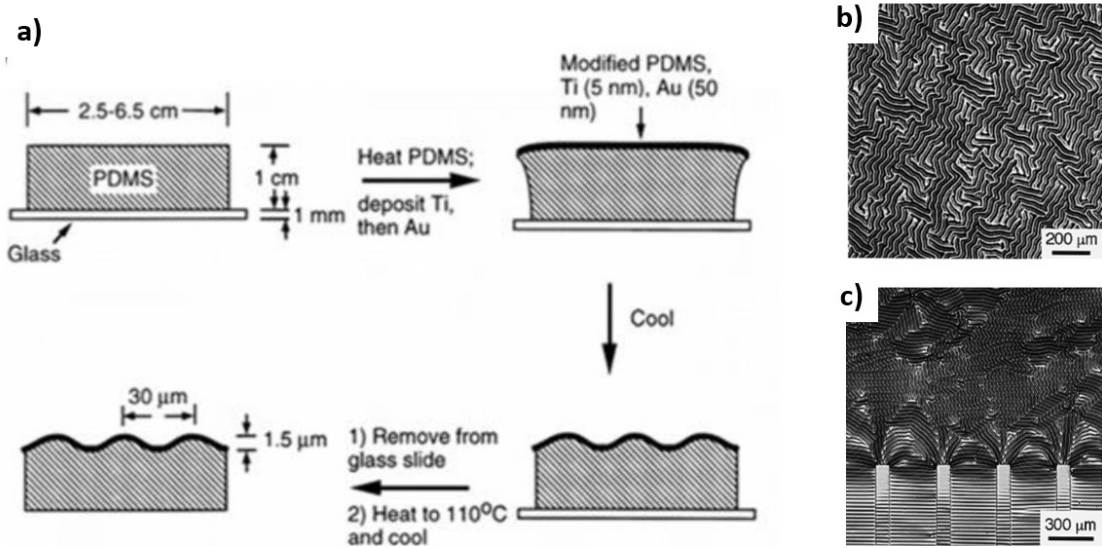 a)
2.5-6.5 cm
PDMS
1 cm
1 mm
Glass
Heat PDMS;
deposit Ti,
then Au
Modified PDMS,
Ti (5 nm), Au (50
nm)
Cool
30 μm
1.5 μm
1) Remove from
glass slide
2) Heat to 110°C
and cool
b)
200 μm
c)
300 μm